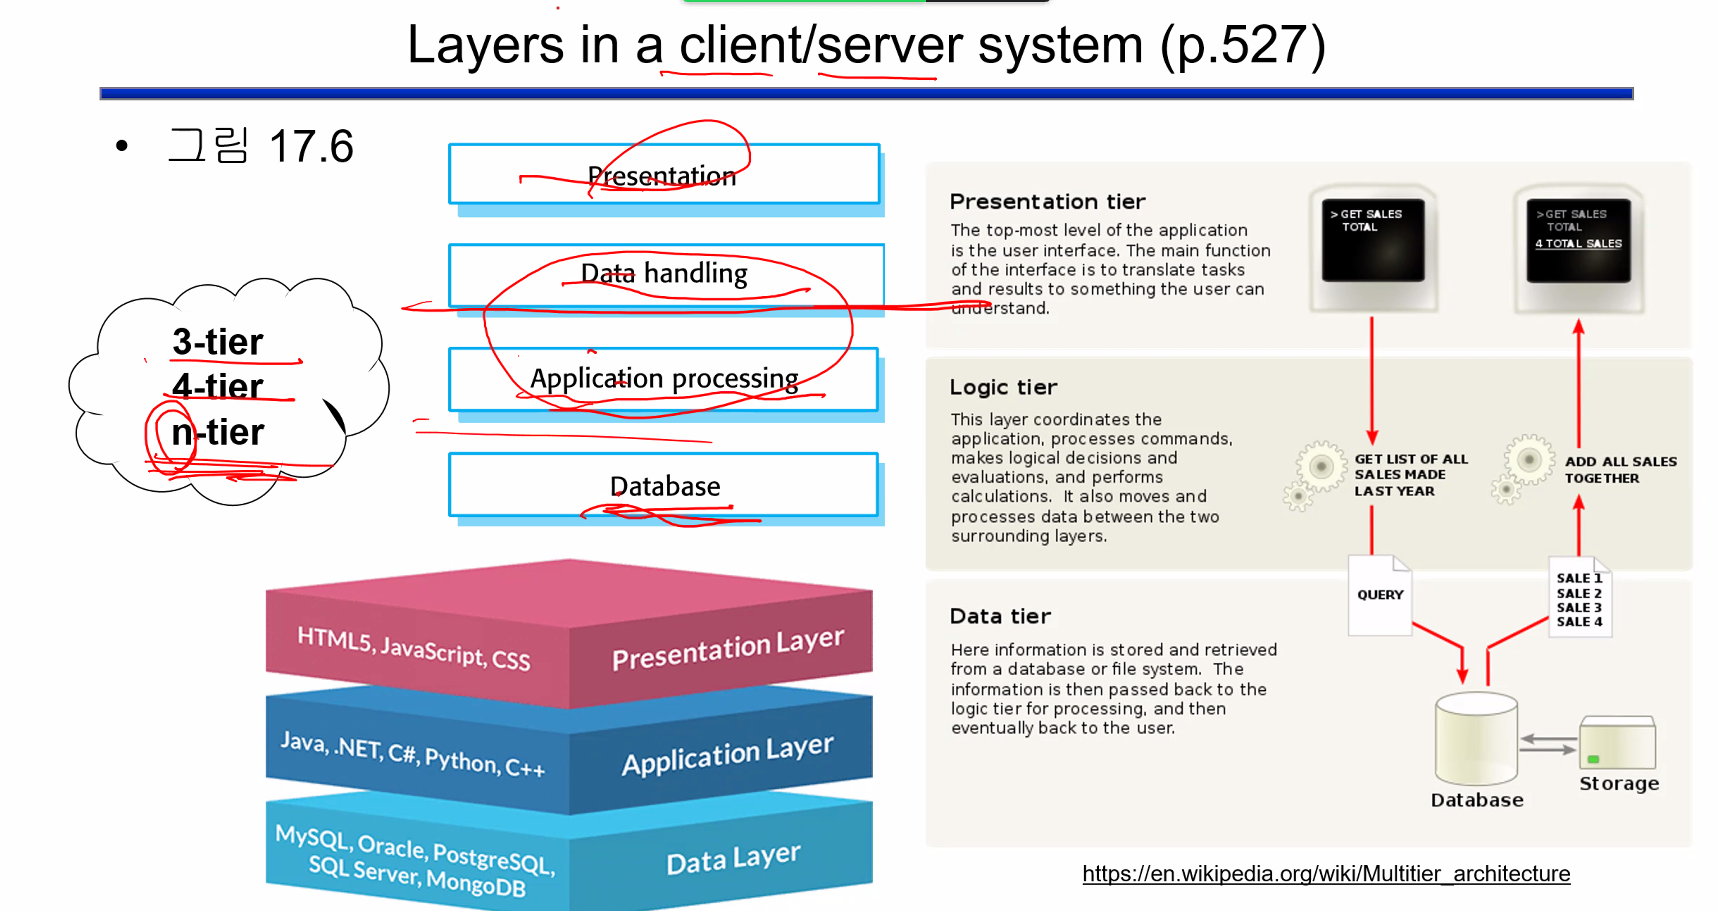 Layers in a client/server system (p.527)
• 그림 17.6
Presentation
Data handling
Application processing
Database
3-tier
4-tier
n-tier
HTML5, JavaScript, CSS
Presentation Layer
Java, .NET, C#, Python, C++
Application Layer
MySQL, Oracle, PostgreSQL,
SQL Server, MongoDB
Data Layer
Presentation tier
The top-most level of the application
is the user interface. The main function
of the interface is to translate tasks
and results to something the user can
understand.
> GET SALES
TOTAL
> GET SALES
TOTAL
4 TOTAL SALES
Logic tier
This layer coordinates the
application, processes commands,
makes logical decisions and
evaluations, and performs
calculations. It also moves and
processes data between the two
surrounding layers.
GET LIST OF ALL
SALES MADE
LAST YEAR
ADD ALL SALES
TOGETHER
QUERY
SALE 1
SALE 2
SALE 3
SALE 4
Data tier
Here information is stored and retrieved
from a database or file system. The
information is then passed back to the
logic tier for processing, and then
eventually back to the user.
Database
Storage
https://en.wikipedia.org/wiki/Multitier_architecture